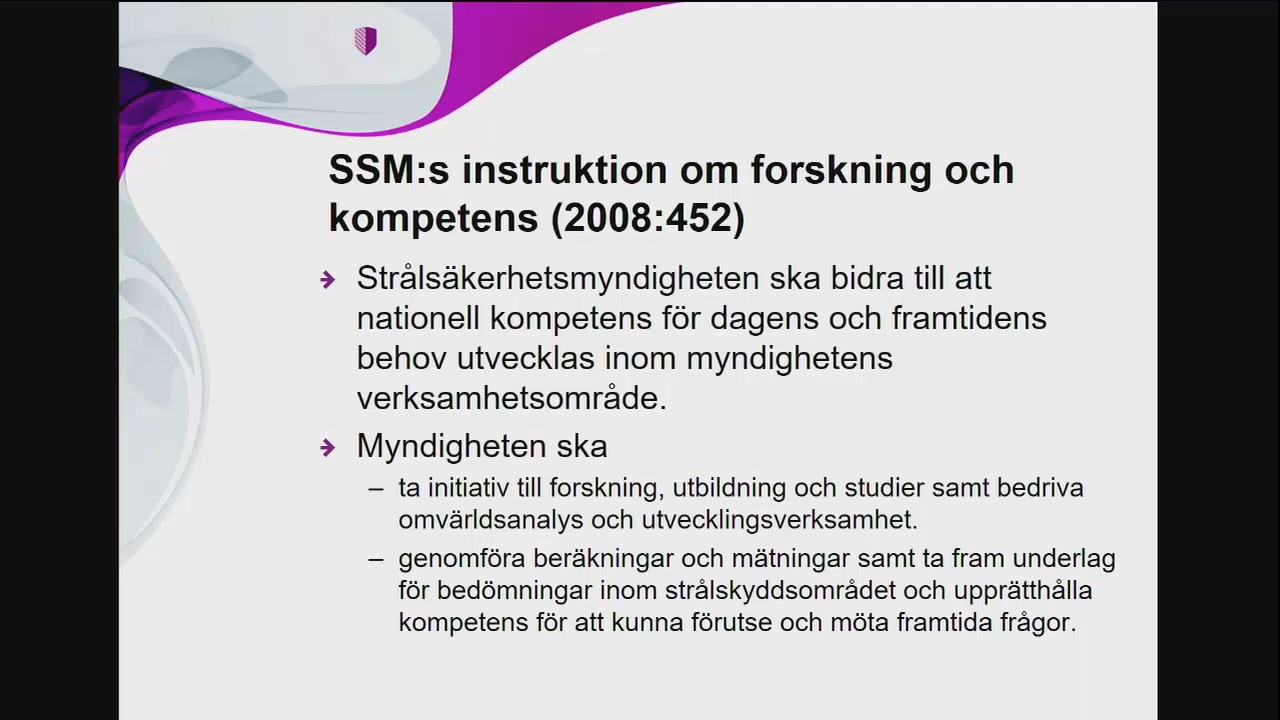 SSM:s instruktion om forskning och
kompetens (2008:452)
Strålsäkerhetsmyndigheten ska bidra till att
nationell kompetens för dagens och framtidens
behov utvecklas inom myndighetens
verksamhetsområde.
Myndigheten ska
– ta initiativ till forskning, utbildning och studier samt bedriva
omvärldsanalys och utvecklingsverksamhet.
– genomföra beräkningar och mätningar samt ta fram underlag
för bedömningar inom strålskyddsområdet och upprätthålla
kompetens för att kunna förutse och möta framtida frågor.